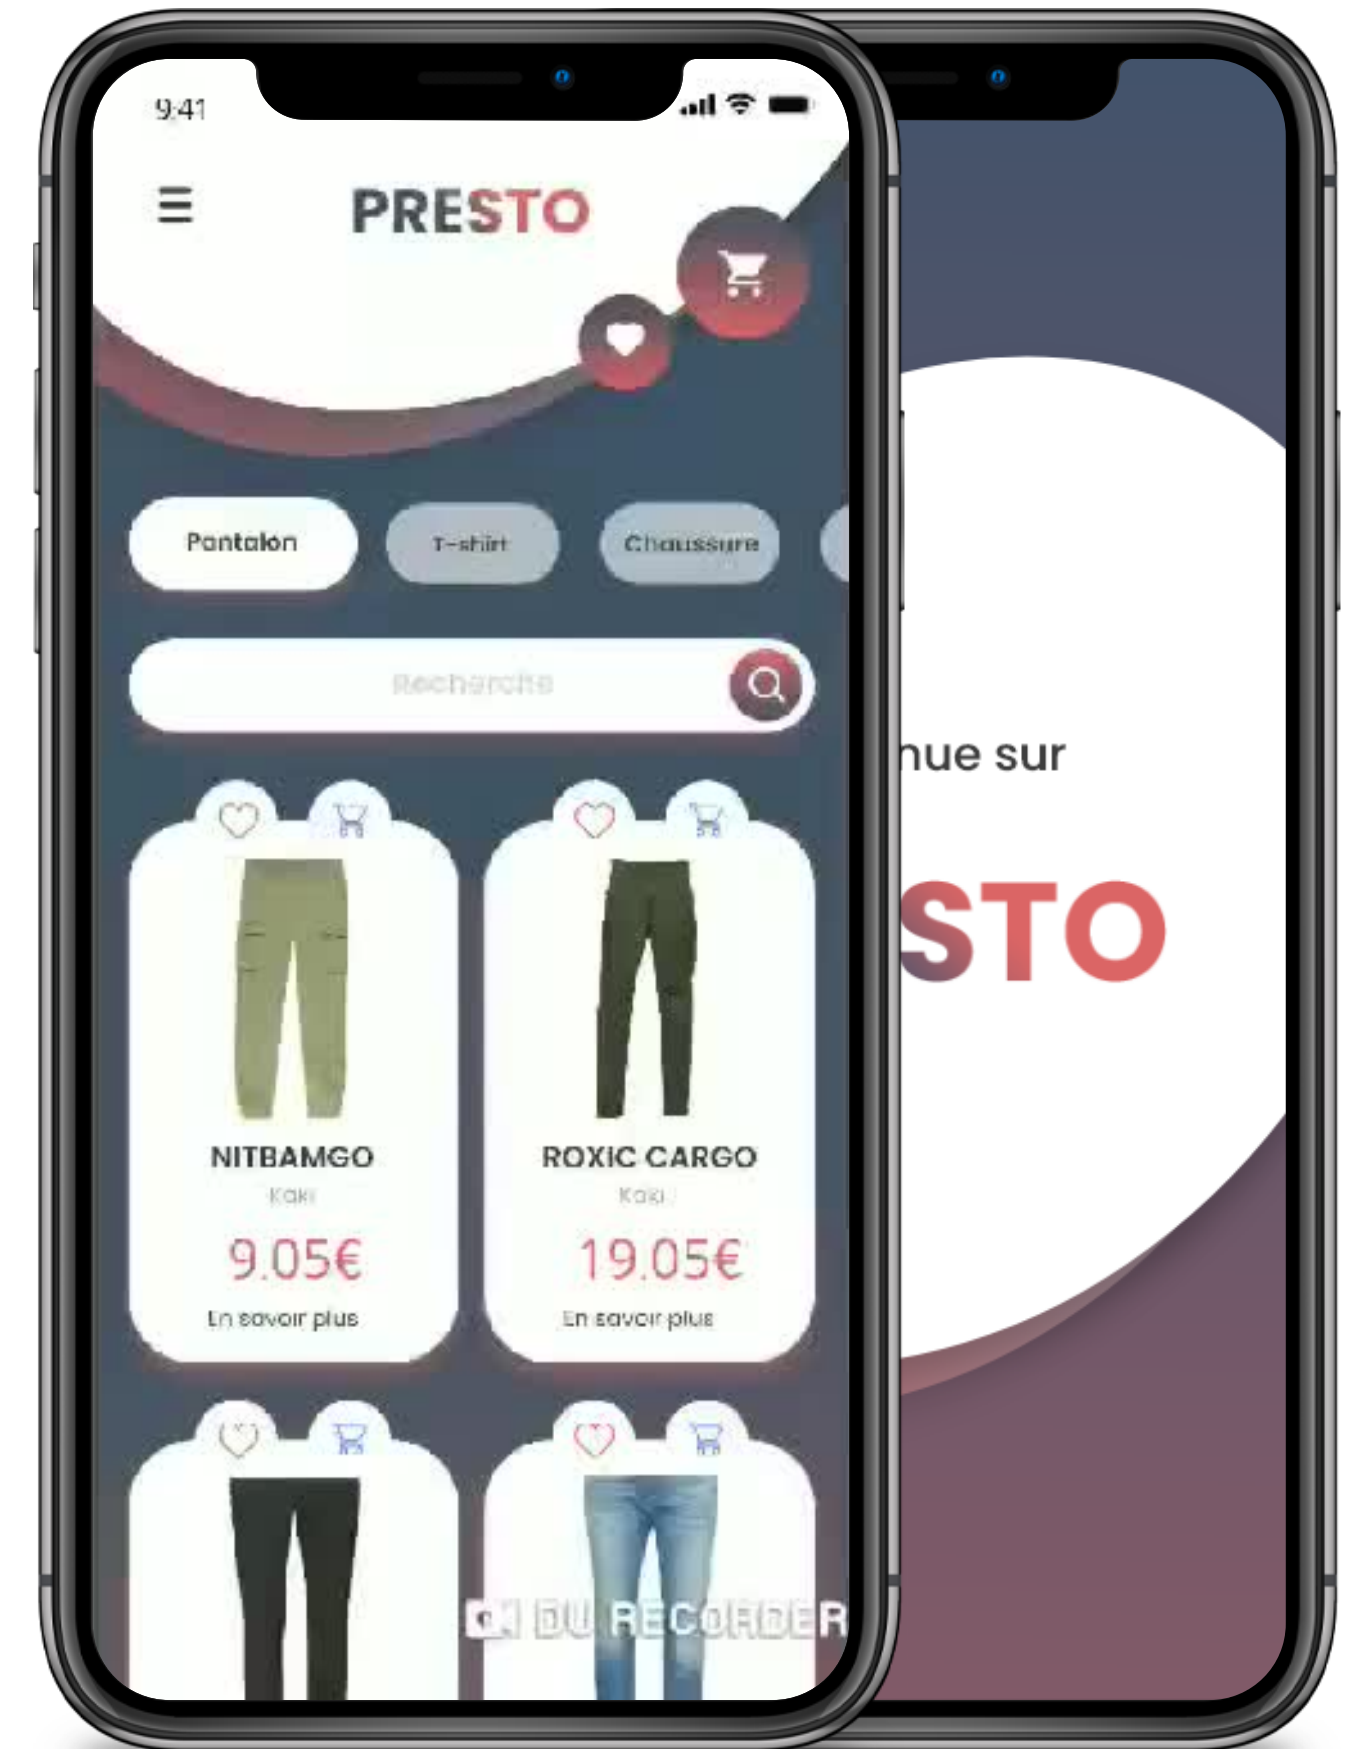 9:41
PRESTO
Pantalon
T-shirt
Chaussure
Recherche
NITBAMGO
Kaki
9.05€
En savoir plus
ROXIC CARGO
Kaki
19.05€
En savoir plus
DU RECORDER
nue sur
STO